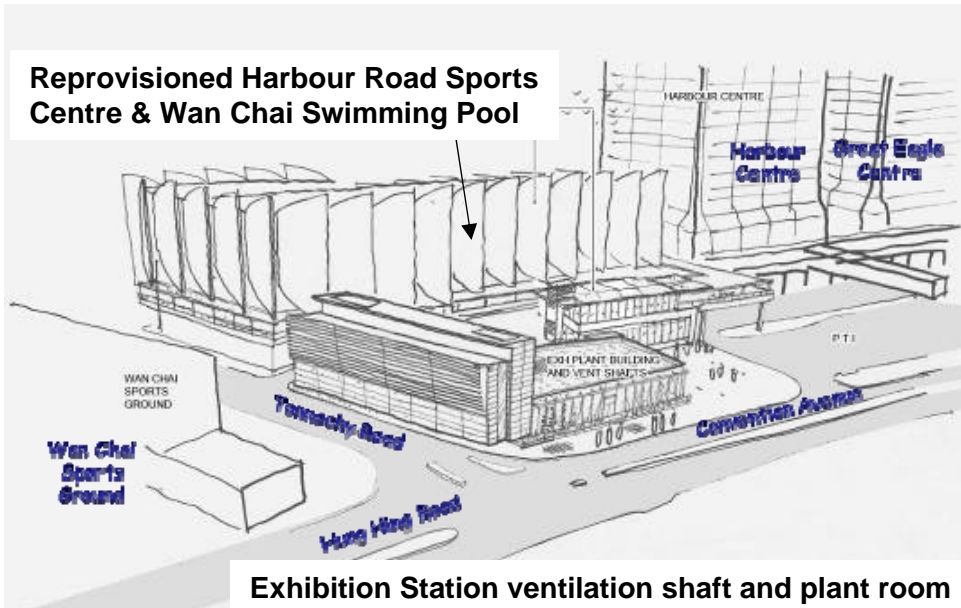 Reprovisioned Harbour Road Sports
Centre & Wan Chai Swimming Pool
HARBOUR CENTRE
Harbour
Centre
Great Eagle
Centre
P T I
EXH PLANT BUILDING
AND VENT SHAFTS
WAN CHAI
SPORTS
GROUND
Tonnochy Road
Convention Avenue
Wan Chai
Sports
Ground
Hung Hing Road
Exhibition Station ventilation shaft and plant room